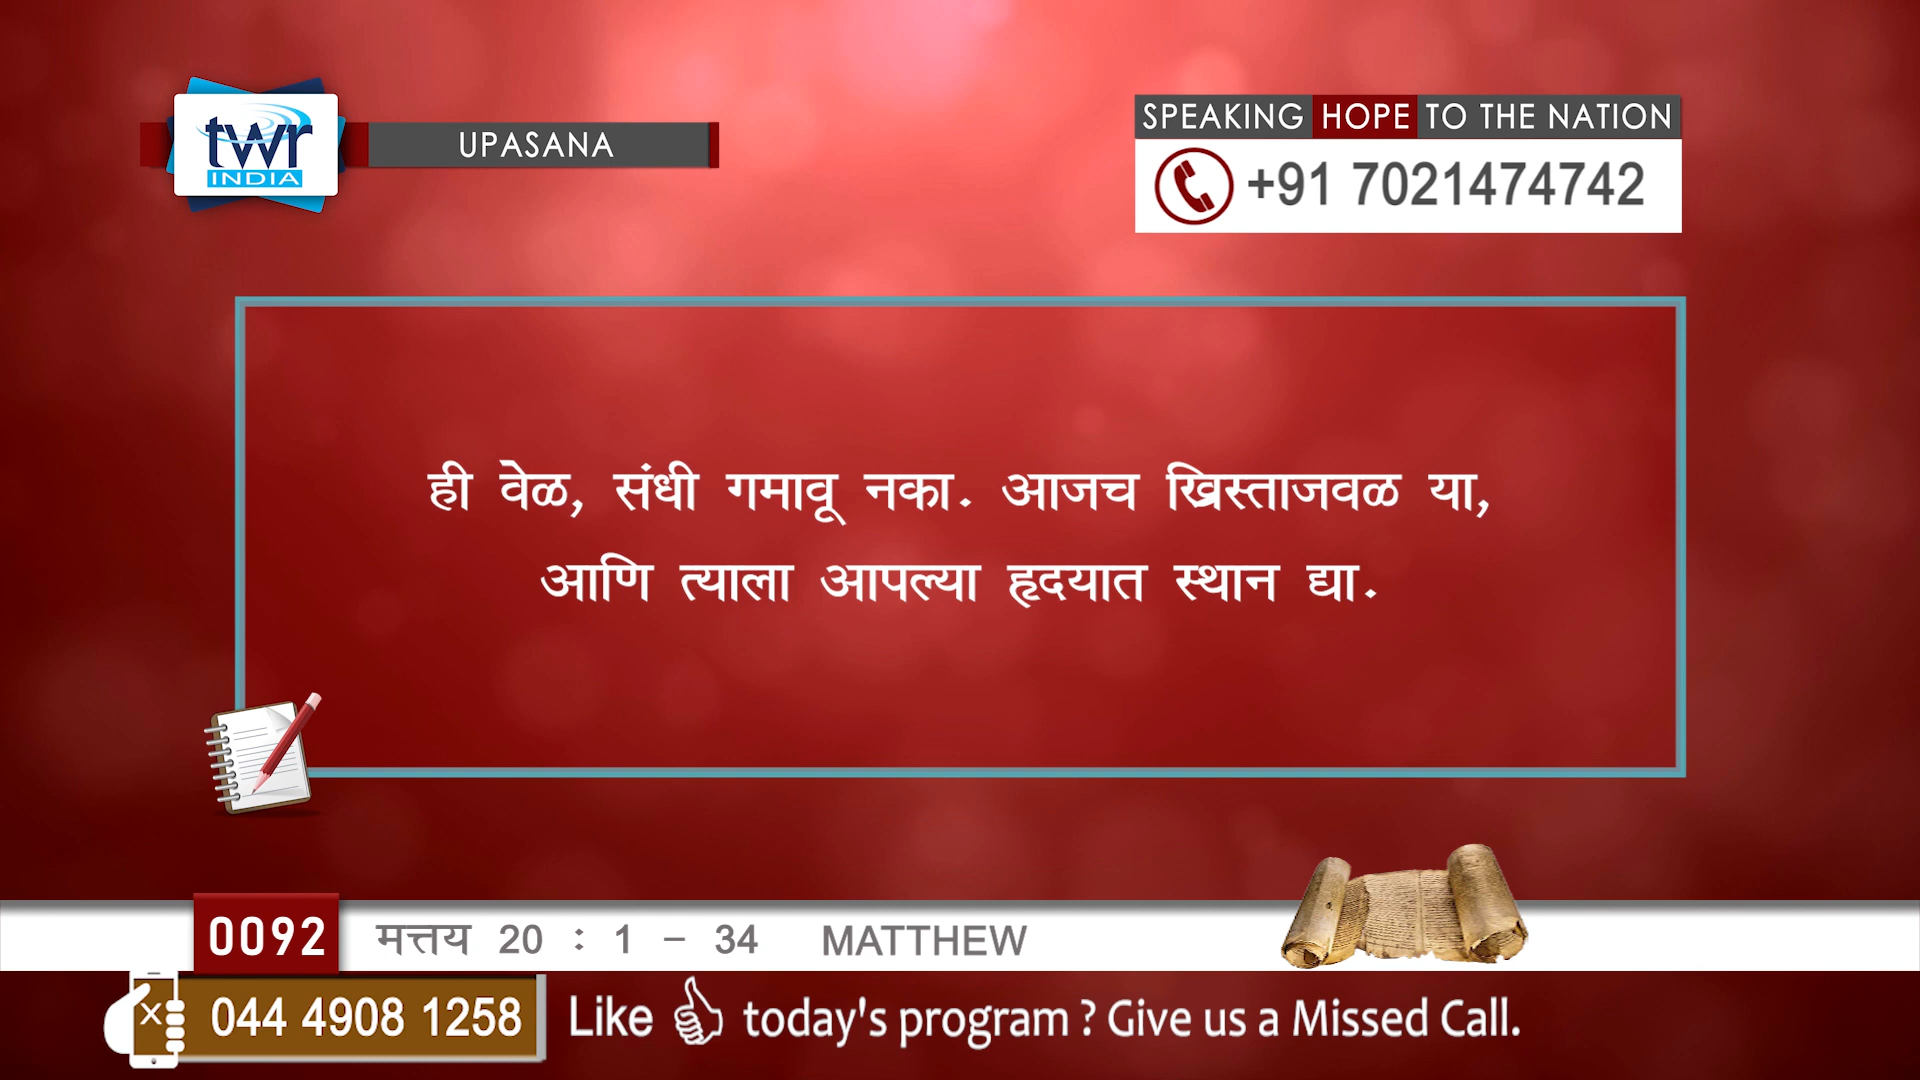 twr
INDIA
UPASANA
SPEAKING HOPE TO THE NATION
+91 7021474742
ही वेळ, संधी गमावू नका. आजच ख्रिस्ताजवळ या,
आणि त्याला आपल्या हृदयात स्थान द्या.
0092 मत्तय 20 : 1 - 34 MATTHEW
044 4908 1258 Like today's program ? Give us a Missed Call.